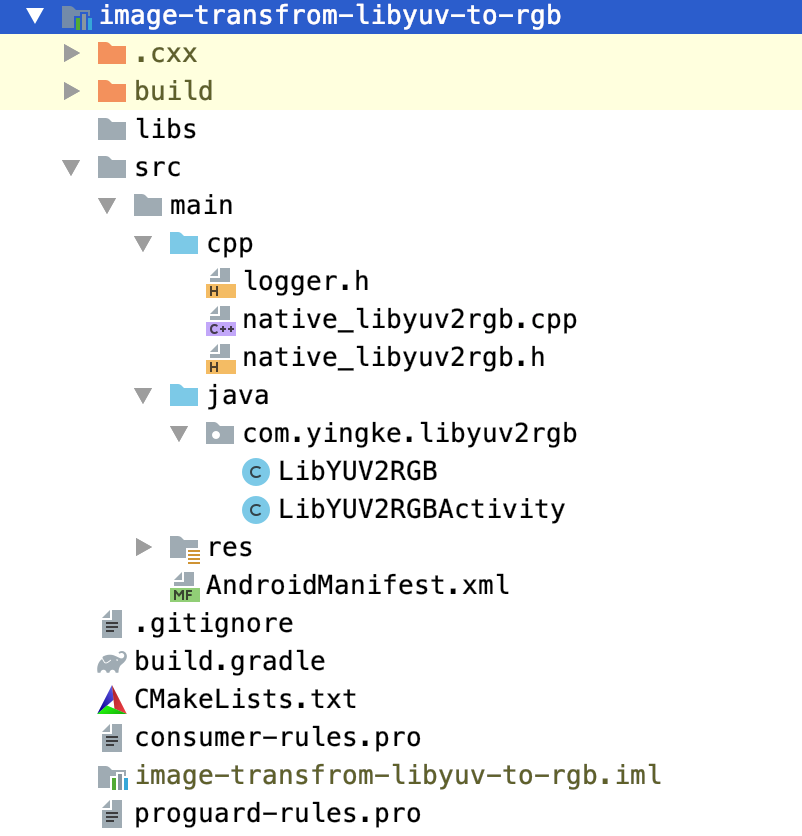 image-transfrom-libyuv-to-rgb
.cxx
build
libs
src
main
cpp
H logger.h
C++ native_libyuv2rgb.cpp
H native_libyuv2rgb.h
java
com.yingke.libyuv2rgb
C LibYUV2RGB
C LibYUV2RGBActivity
res
MF AndroidManifest.xml
.gitignore
build.gradle
CMakeLists.txt
consumer-rules.pro
image-transfrom-libyuv-to-rgb.iml
proguard-rules.pro